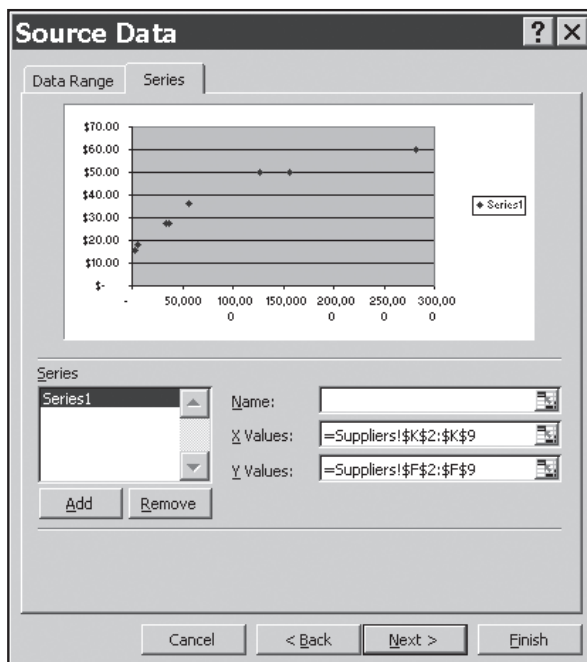 Source Data
? X
Data Range Series
$70.00
$60.00
$50.00
$40.00
$30.00
$20.00
$10.00
$-
Series1
- 50,000 100,00 150,000 200,00 250,00 300,00
0 0 0 0
Series
Series1
Name:
X Values: =Suppliers!$K$2:$K$9
Y Values: =Suppliers!$F$2:$F$9
Add Remove
Cancel < Back Next > Finish